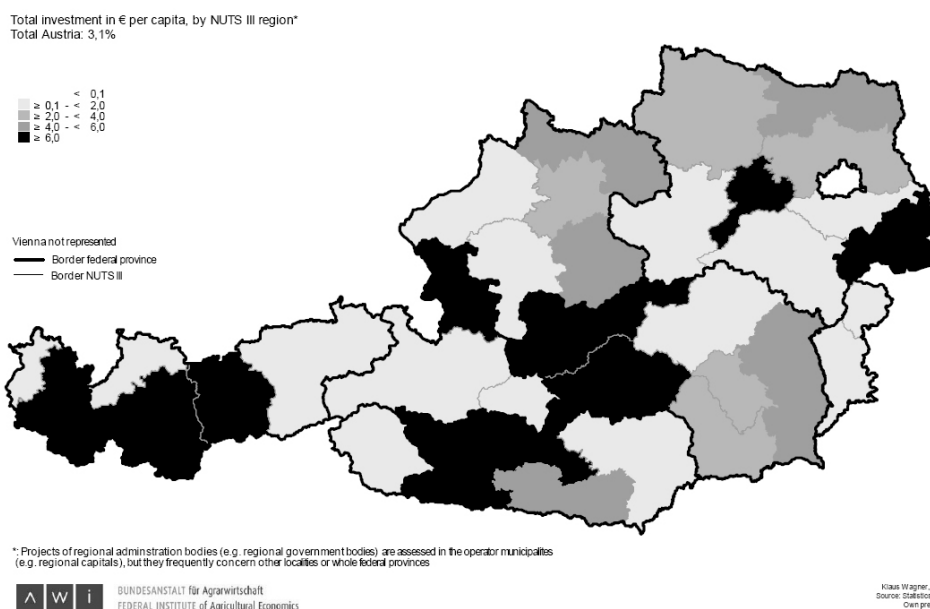 Total investment in € per capita, by NUTS III region*
Total Austria: 3,1%
< 0,1
≥ 0,1 - < 2,0
≥ 2,0 - < 4,0
≥ 4,0 - < 6,0
≥ 6,0
Vienna not represented
Border federal province
Border NUTS III
*: Projects of regional adminstration bodies (e.g. regional government bodies) are assessed in the operator municipalites
(e.g. regional capitals), but they frequently concern other localities or whole federal provinces
AWI
BUNDESANSTALT für Agrarwirtschaft
FEDERAL INSTITUTE of Agricultural Economics
Klaus Wagner,
Source: Statistic
Own pre